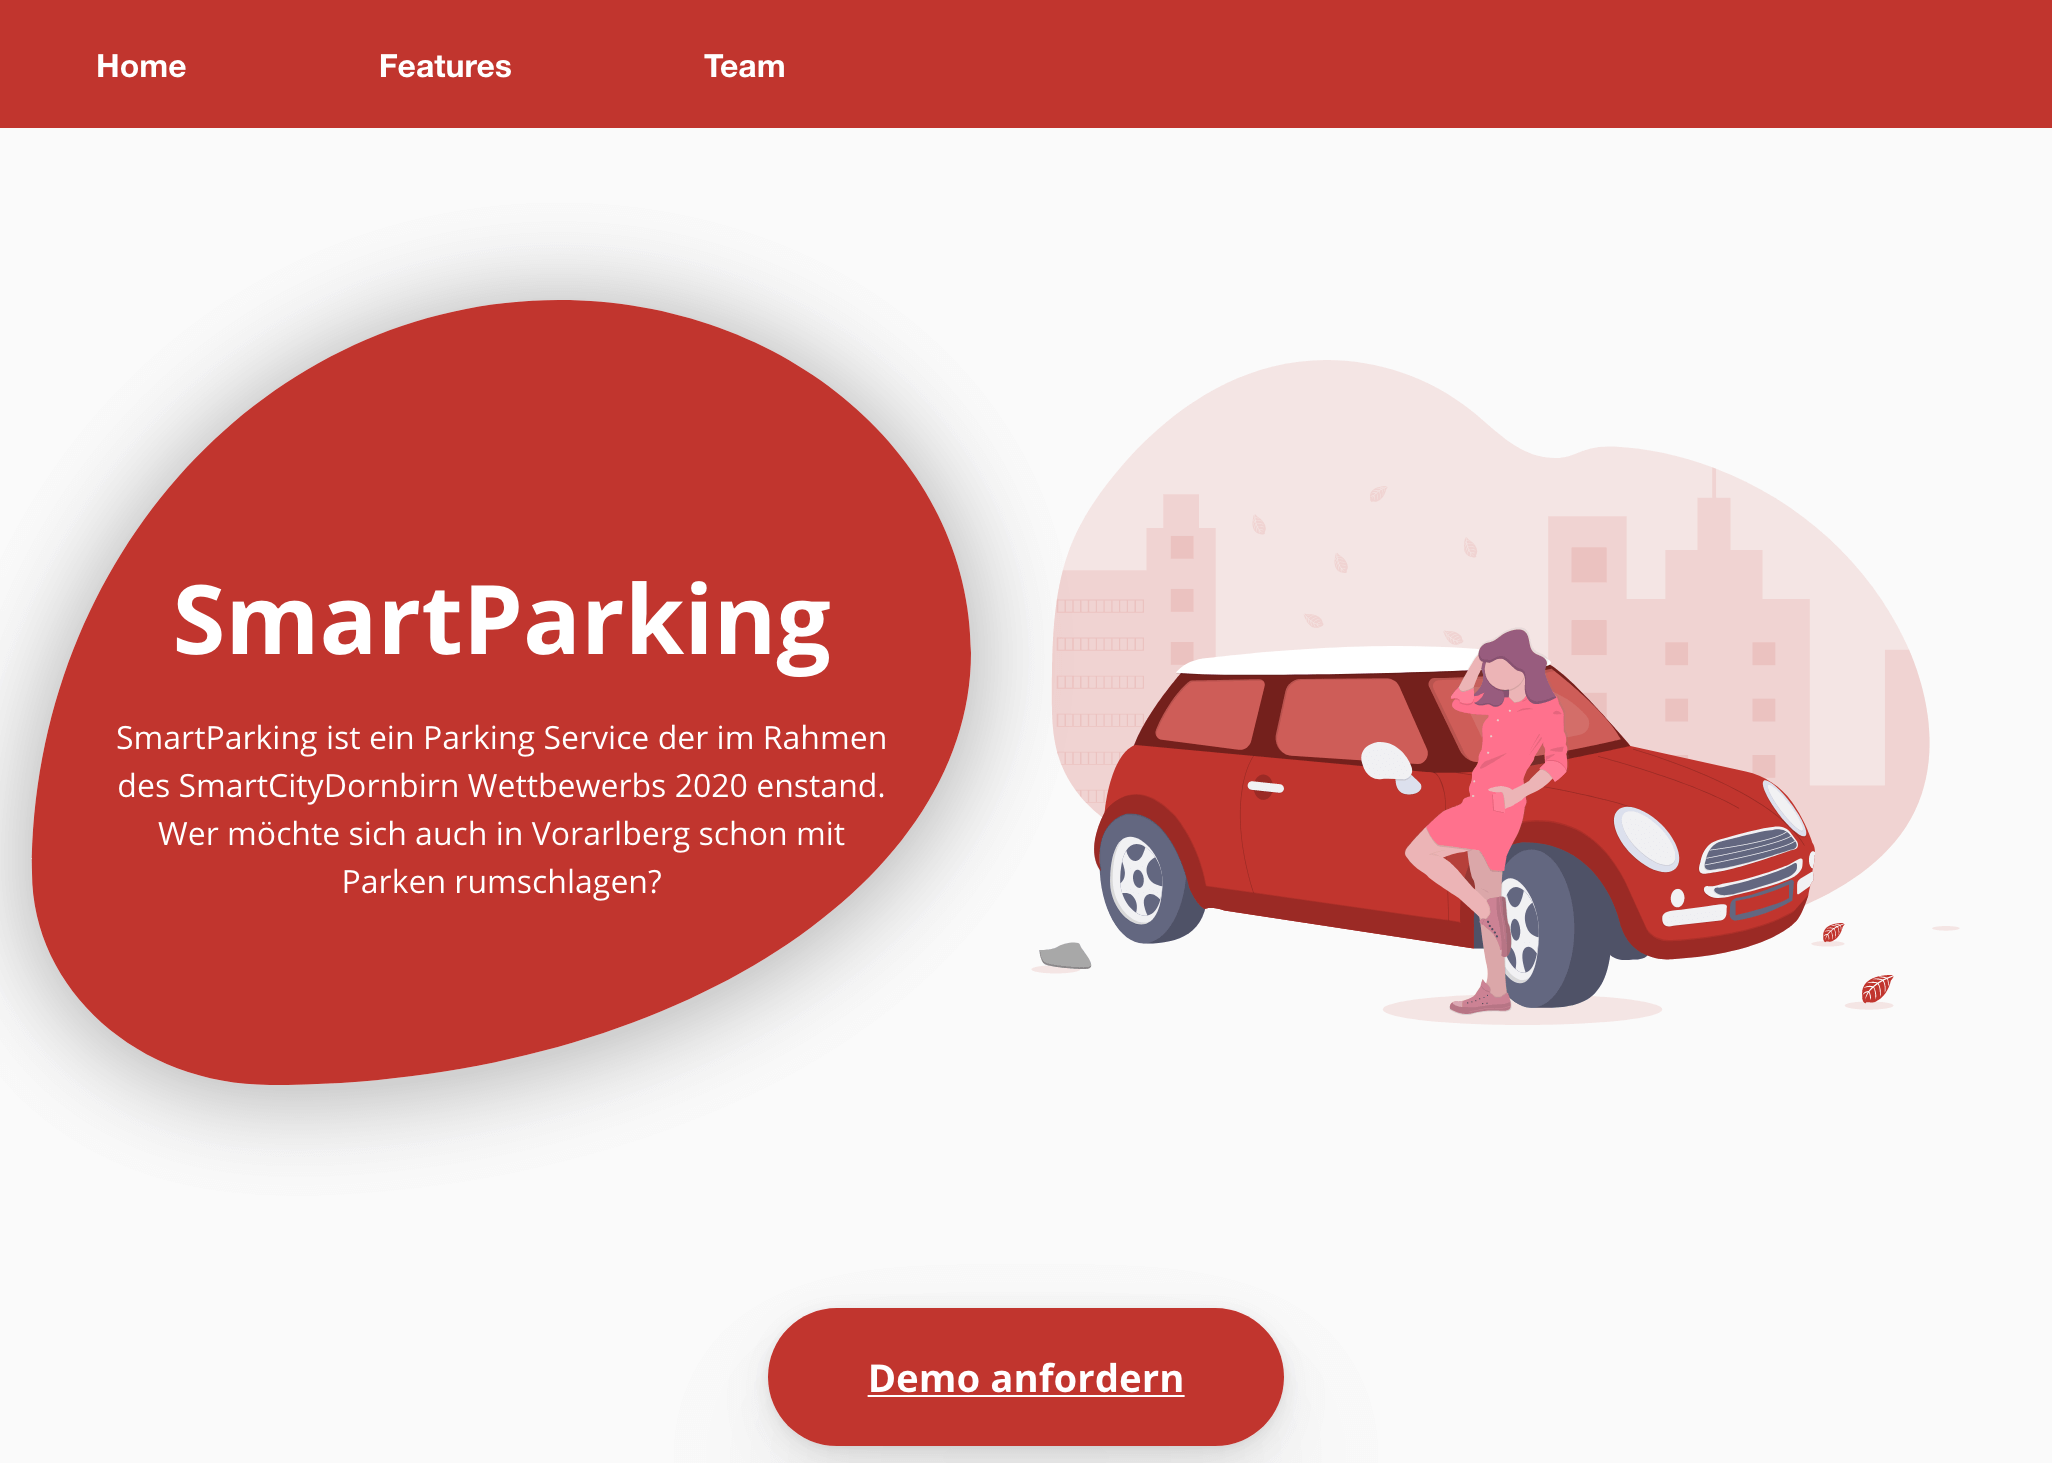 Home Features Team
SmartParking
SmartParking ist ein Parking Service der im Rahmen
des SmartCityDornbirn Wettbewerbs 2020 enstand.
Wer möchte sich auch in Vorarlberg schon mit
Parken rumschlagen?
Demo anfordern